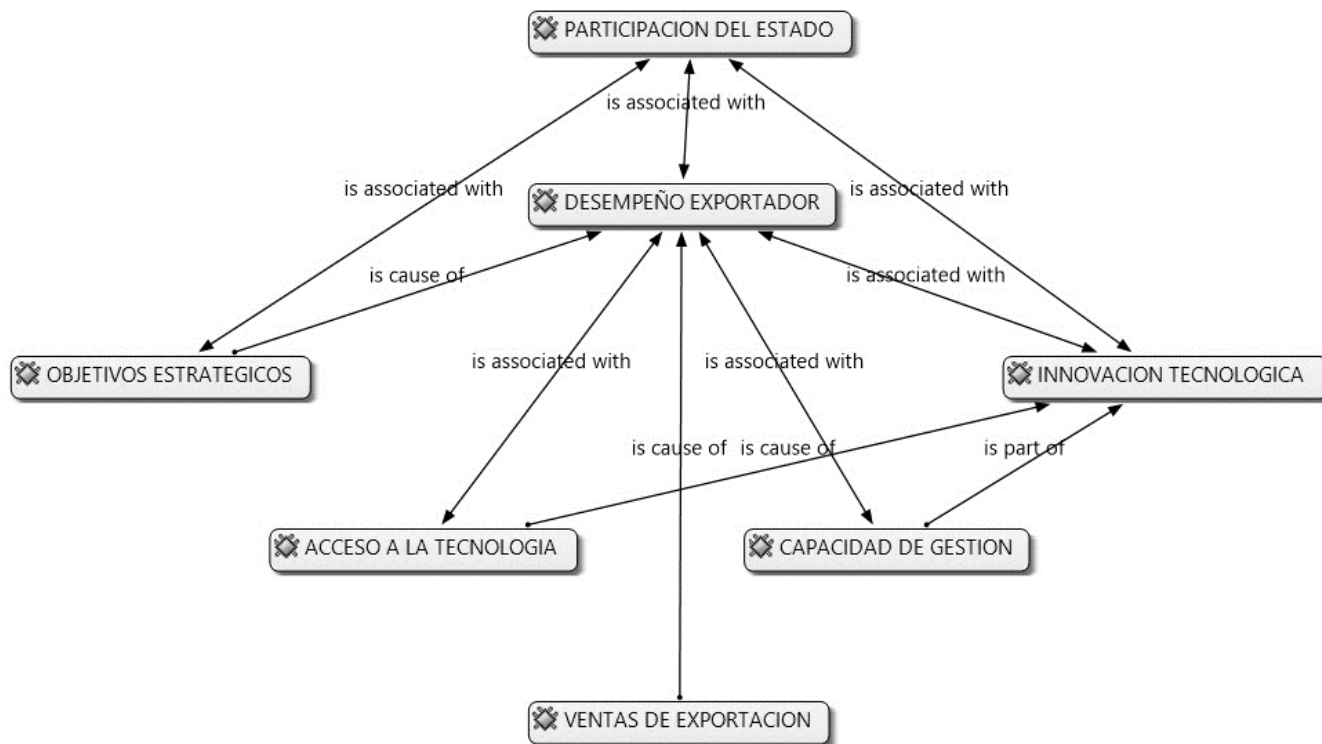 PARTICIPACION DEL ESTADO
is associated with
is associated with
is associated with
DESEMPEÑO EXPORTADOR
is cause of
is associated with
OBJETIVOS ESTRATEGICOS
is associated with
is associated with
INNOVACION TECNOLOGICA
is cause of
is cause of
is part of
ACCESO A LA TECNOLOGIA
CAPACIDAD DE GESTION
VENTAS DE EXPORTACION